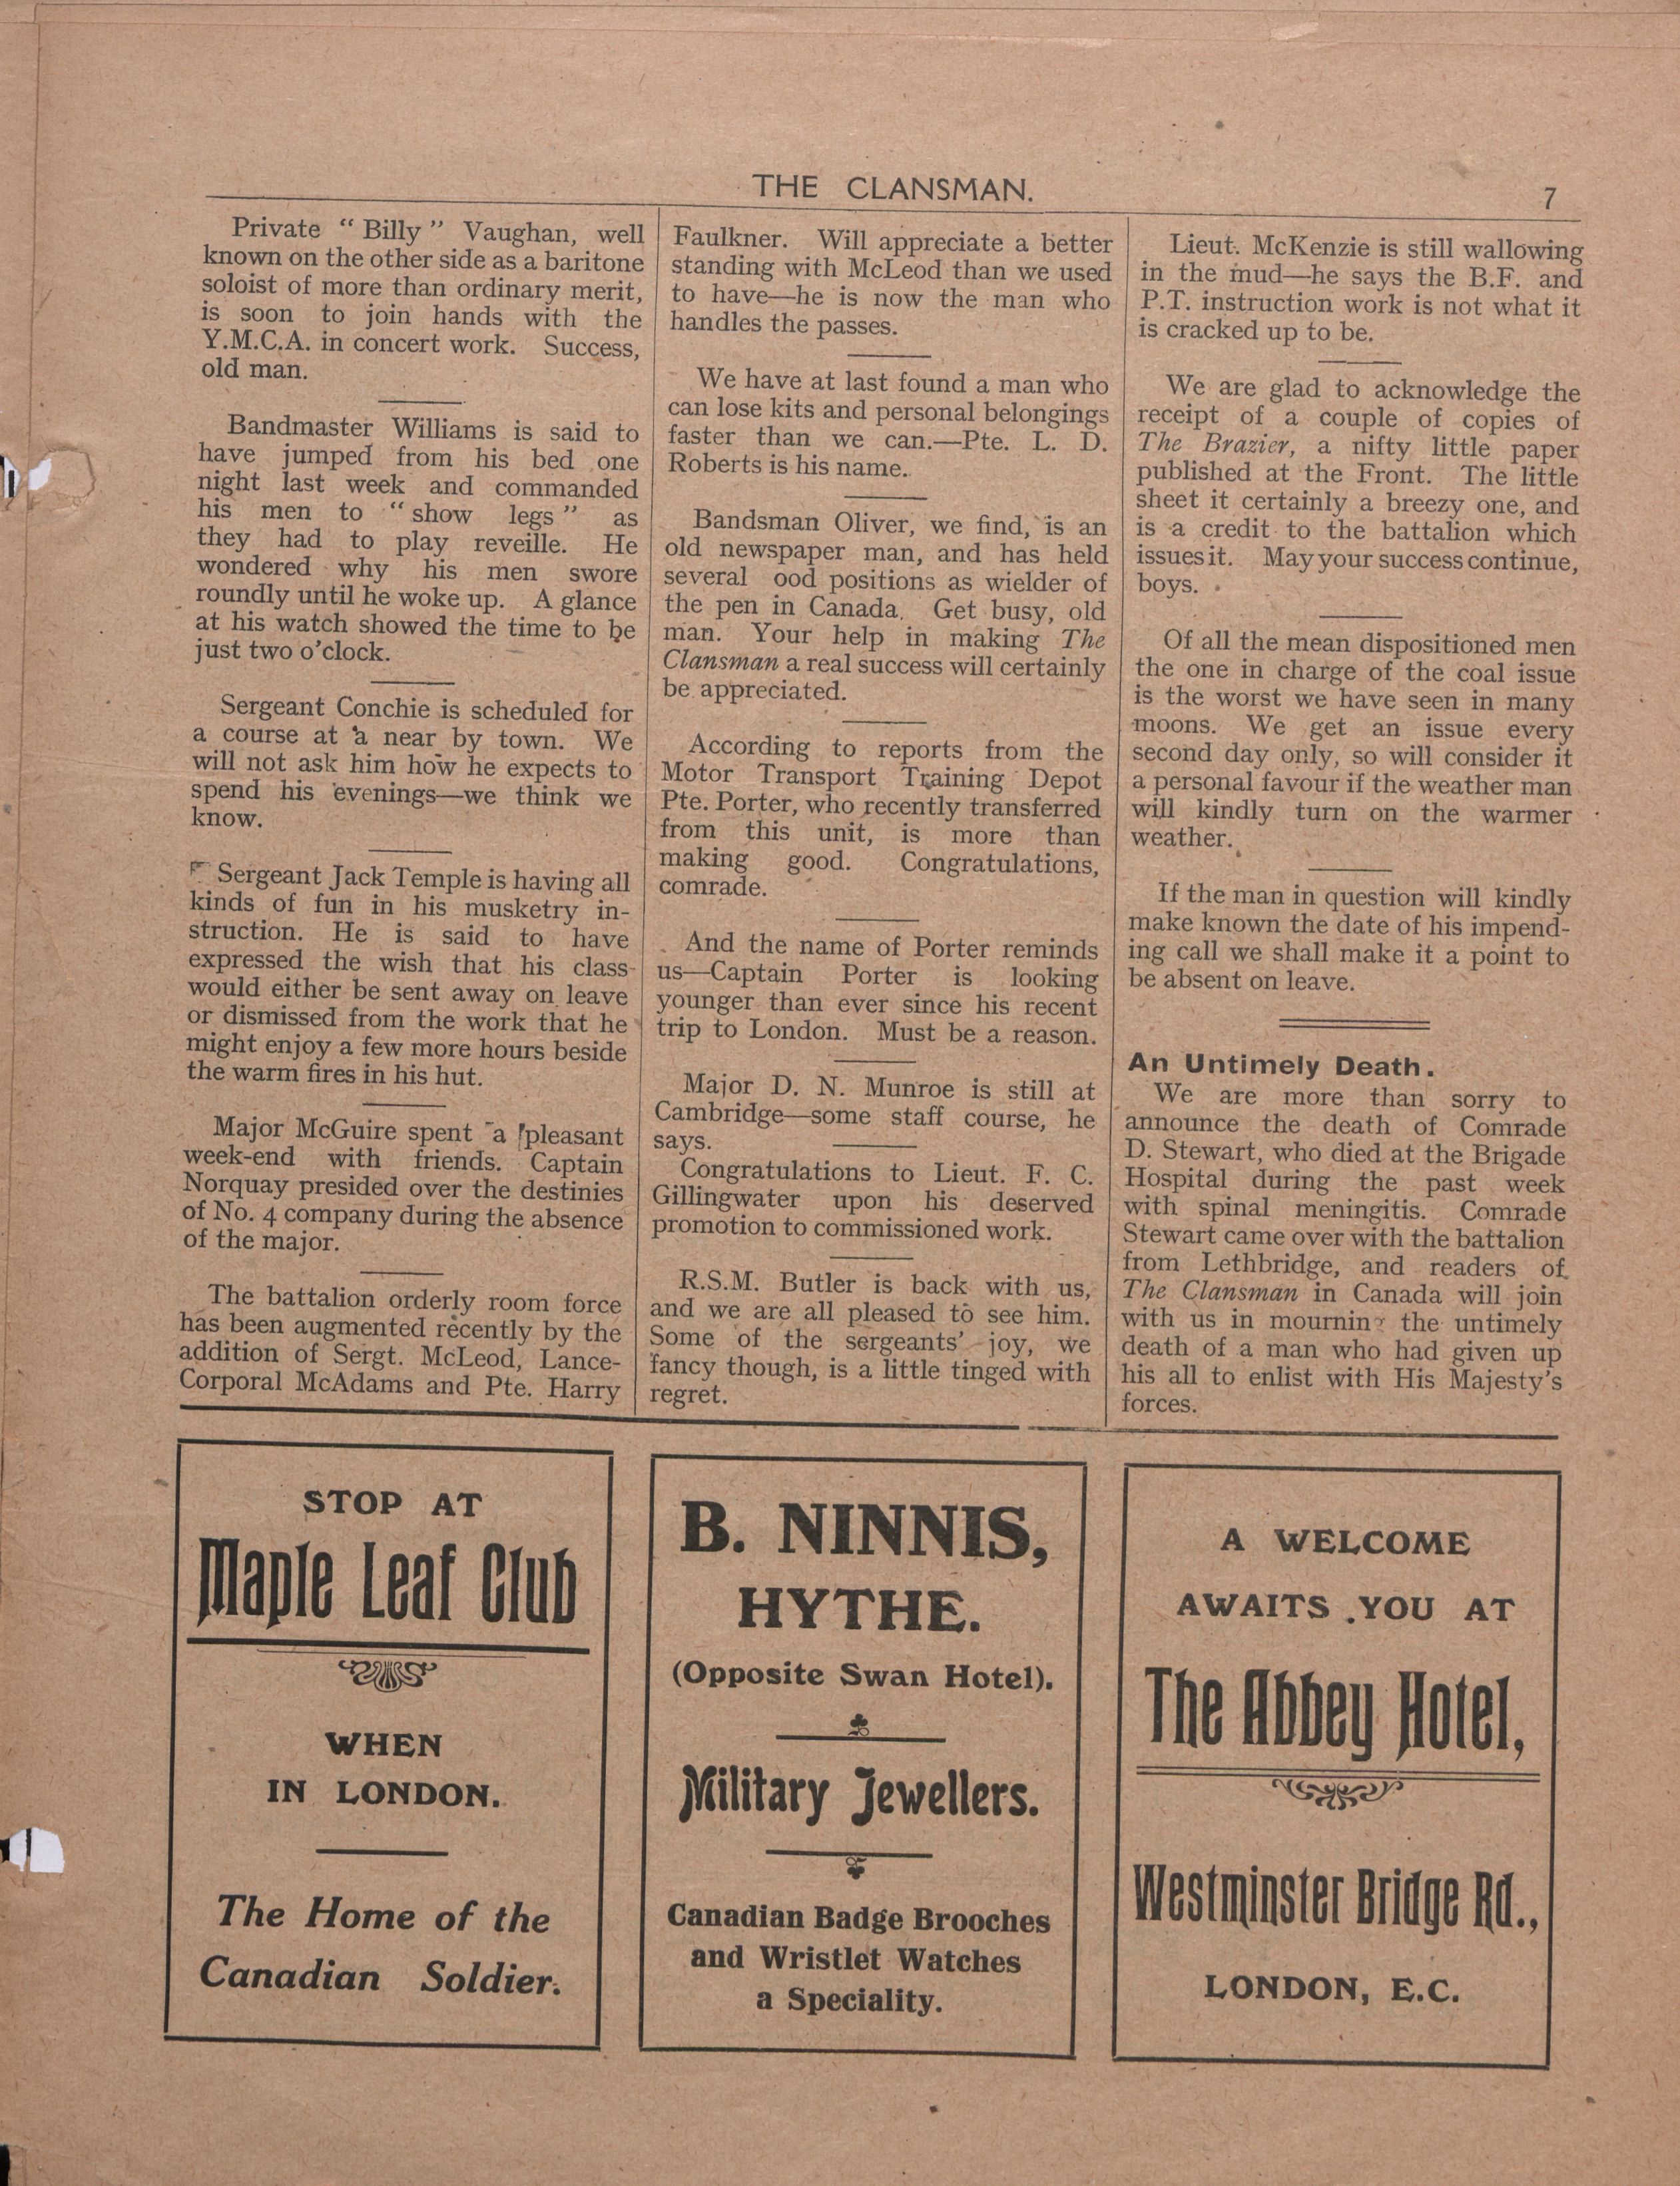 THE CLANSMAN.
7
Private “ Billy ” Vaughan, well
known on the other side as a baritone
soloist of more than ordinary merit,
is soon to join hands with the
Y.M.C.A. in concert work. Success,
old man.
Bandmaster Williams is said to
have jumped from his bed one
night last week and commanded
his men to “ show legs ” as
they had to play reveille. He
wondered why his men swore
roundly until he woke up. A glance
at his watch showed the time to be
just two o’clock.
Sergeant Conchie is scheduled for
a course at a near by town. We
will not ask him how he expects to
spend his evenings—we think we
know.
Sergeant Jack Temple is having all
kinds of fun in his musketry in-
struction. He is said to have
expressed the wish that his class
would either be sent away on leave
or dismissed from the work that he
might enjoy a few more hours beside
the warm fires in his hut.
Major McGuire spent a pleasant
week-end with friends. Captain
Norquay presided over the destinies
of No. 4 company during the absence
of the major.
The battalion orderly room force
has been augmented recently by the
addition of Sergt. McLeod, Lance-
Corporal McAdams and Pte. Harry
Faulkner. Will appreciate a better
standing with McLeod than we used
to have—he is now the man who
handles the passes.
We have at last found a man who
can lose kits and personal belongings
faster than we can.—Pte. L. D.
Roberts is his name.
Bandsman Oliver, we find, is an
old newspaper man, and has held
several ood positions as wielder of
the pen in Canada. Get busy, old
man. Your help in making The
Clansman a real success will certainly
be appreciated.
According to reports from the
Motor Transport Training Depot
Pte. Porter, who recently transferred
from this unit, is more than
making good. Congratulations,
comrade.
And the name of Porter reminds
us—Captain Porter is looking
younger than ever since his recent
trip to London. Must be a reason.
Major D. N. Munroe is still at
Cambridge—some staff course, he
says.
Congratulations to Lieut. F. C.
Gillingwater upon his deserved
promotion to commissioned work.
R.S.M. Butler is back with us,
and we are all pleased to see him.
Some of the sergeants’ joy, we
fancy though, is a little tinged with
regret.
Lieut. McKenzie is still wallowing
in the mud—he says the B.F. and
P.T. instruction work is not what it
is cracked up to be.
We are glad to acknowledge the
receipt of a couple of copies of
The Brazier, a nifty little paper
published at the Front. The little
sheet it certainly a breezy one, and
is a credit to the battalion which
issues it. May your success continue,
boys.
Of all the mean dispositioned men
the one in charge of the coal issue
is the worst we have seen in many
moons. We get an issue every
second day only, so will consider it
a personal favour if the weather man
will kindly turn on the warmer
weather.
If the man in question will kindly
make known the date of his impend-
ing call we shall make it a point to
be absent on leave.
An Untimely Death.
We are more than sorry to
announce the death of Comrade
D. Stewart, who died at the Brigade
Hospital during the past week
with spinal meningitis. Comrade
Stewart came over with the battalion
from Lethbridge, and readers of
The Clansman in Canada will join
with us in mourning the untimely
death of a man who had given up
his all to enlist with His Majesty’s
forces.
STOP AT
Maple Leaf Club
WHEN
IN LONDON.
The Home of the
Canadian Soldier.
B. NINNIS,
HYTHE.
(Opposite Swan Hotel).
Military Jewellers.
Canadian Badge Brooches
and Wristlet Watches
a Speciality.
A WELCOME
AWAITS YOU AT
The Abbey Hotel,
Westminster Bridge Rd.,
LONDON, E.C.